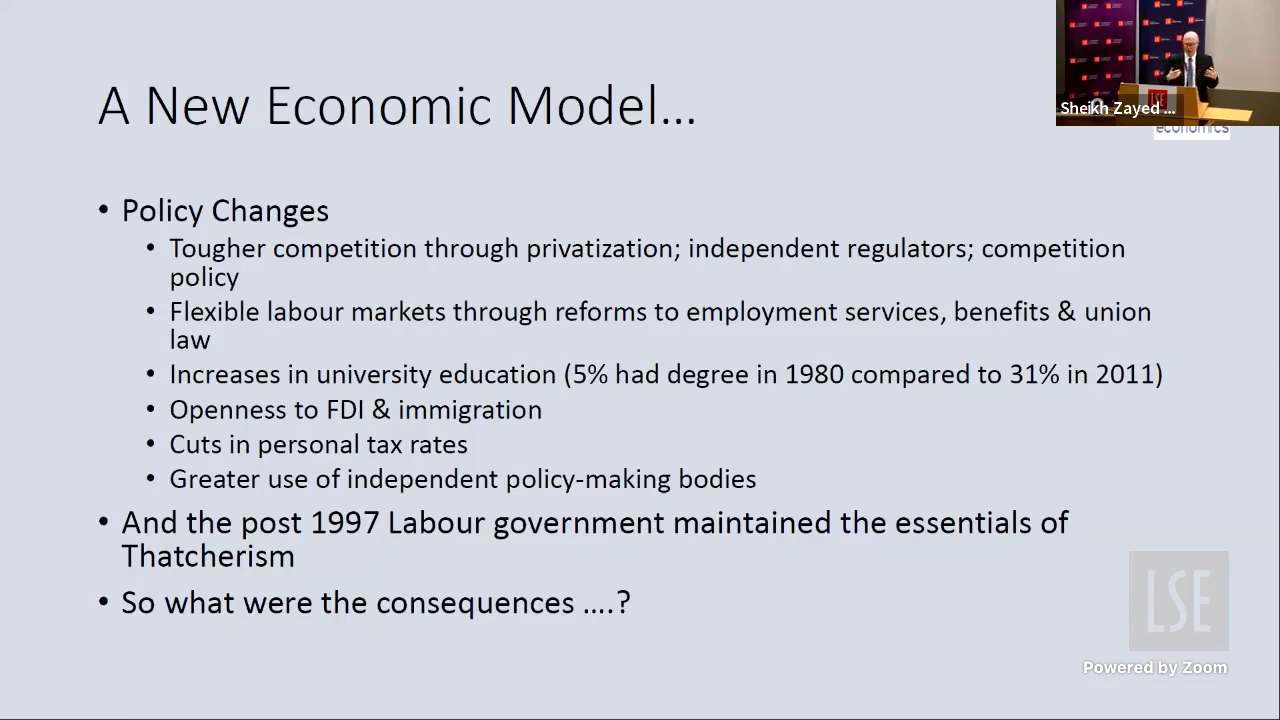 A New Economic Model...
Sheikh Zayed ...
LSE
economics
• Policy Changes
• Tougher competition through privatization; independent regulators; competition
policy
• Flexible labour markets through reforms to employment services, benefits & union
law
• Increases in university education (5% had degree in 1980 compared to 31% in 2011)
• Openness to FDI & immigration
• Cuts in personal tax rates
• Greater use of independent policy-making bodies
• And the post 1997 Labour government maintained the essentials of
Thatcherism
• So what were the consequences ....?
LSE
Powered by Zoom